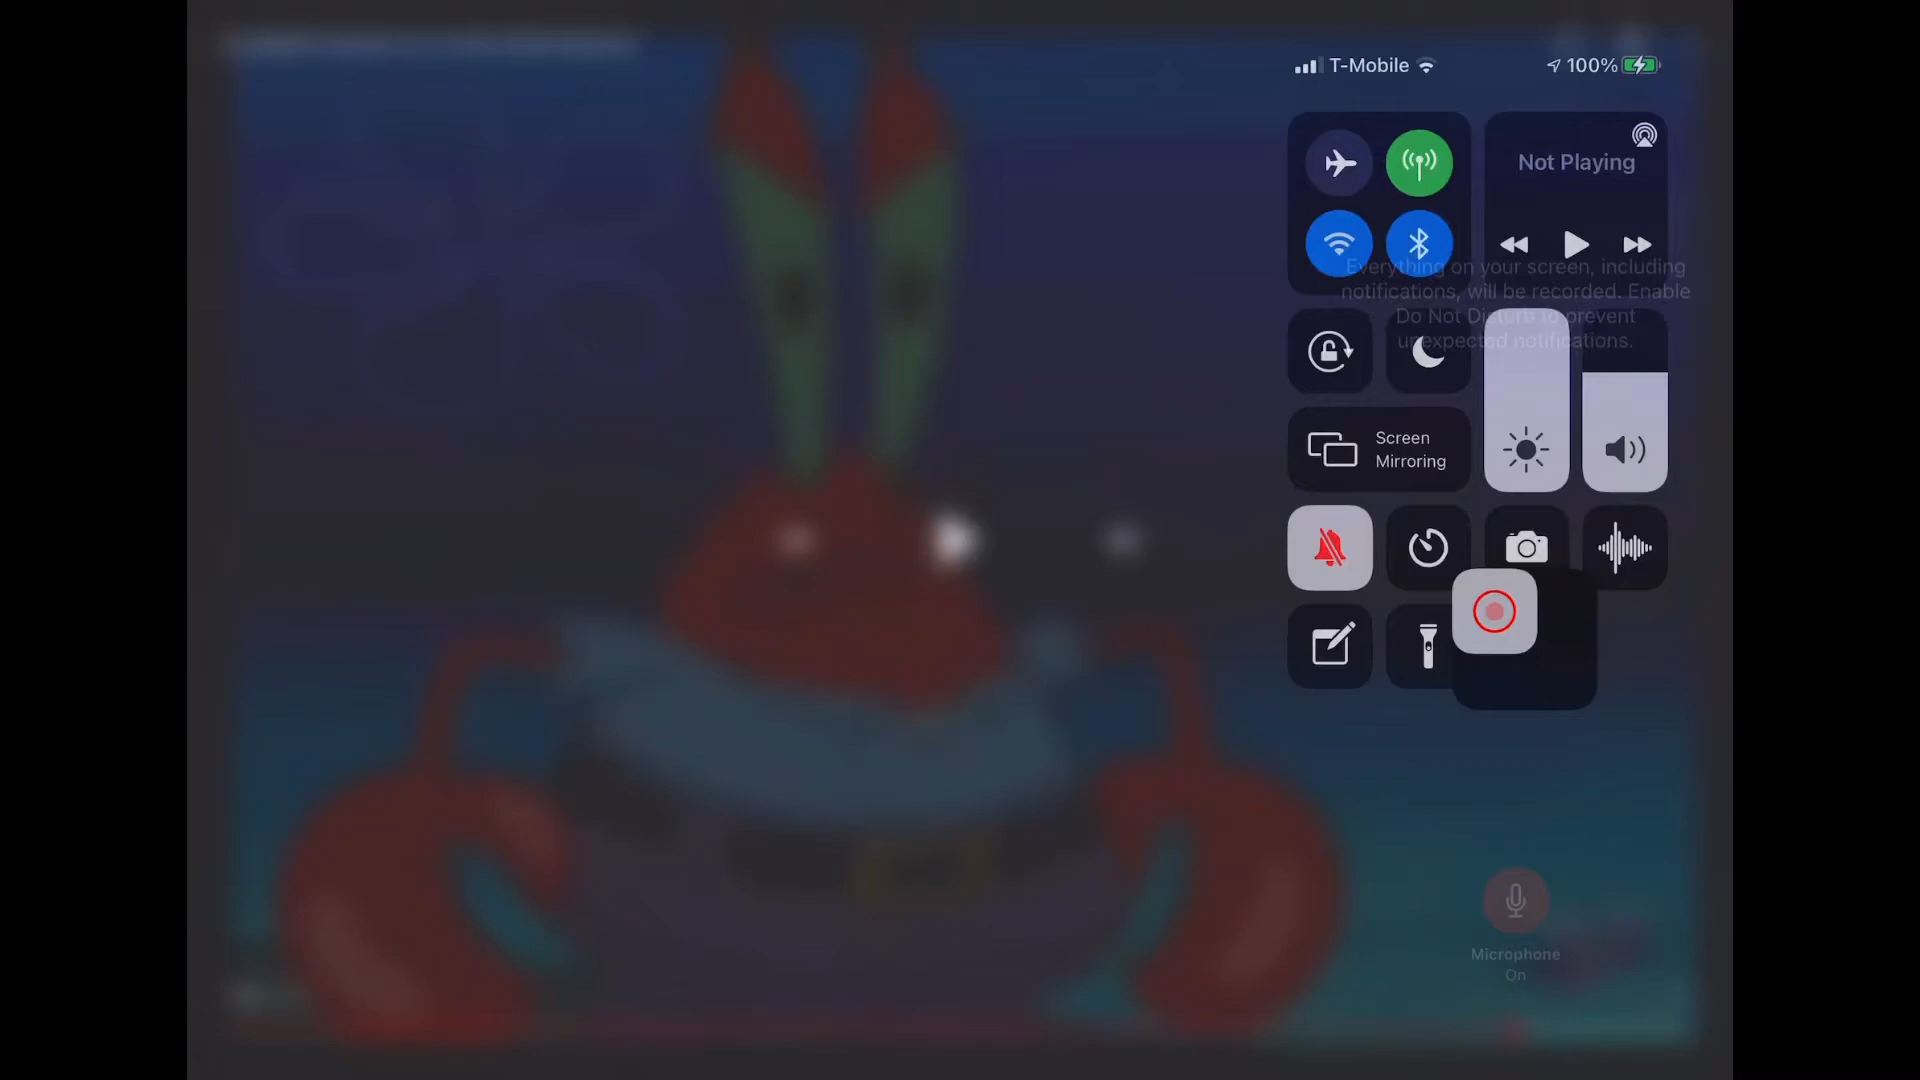 T-Mobile
100%
Not Playing
Everything on your screen, including
notifications, will be recorded. Enable
Do Not Disturb to prevent
unexpected notifications.
Screen
Mirroring
Microphone
On